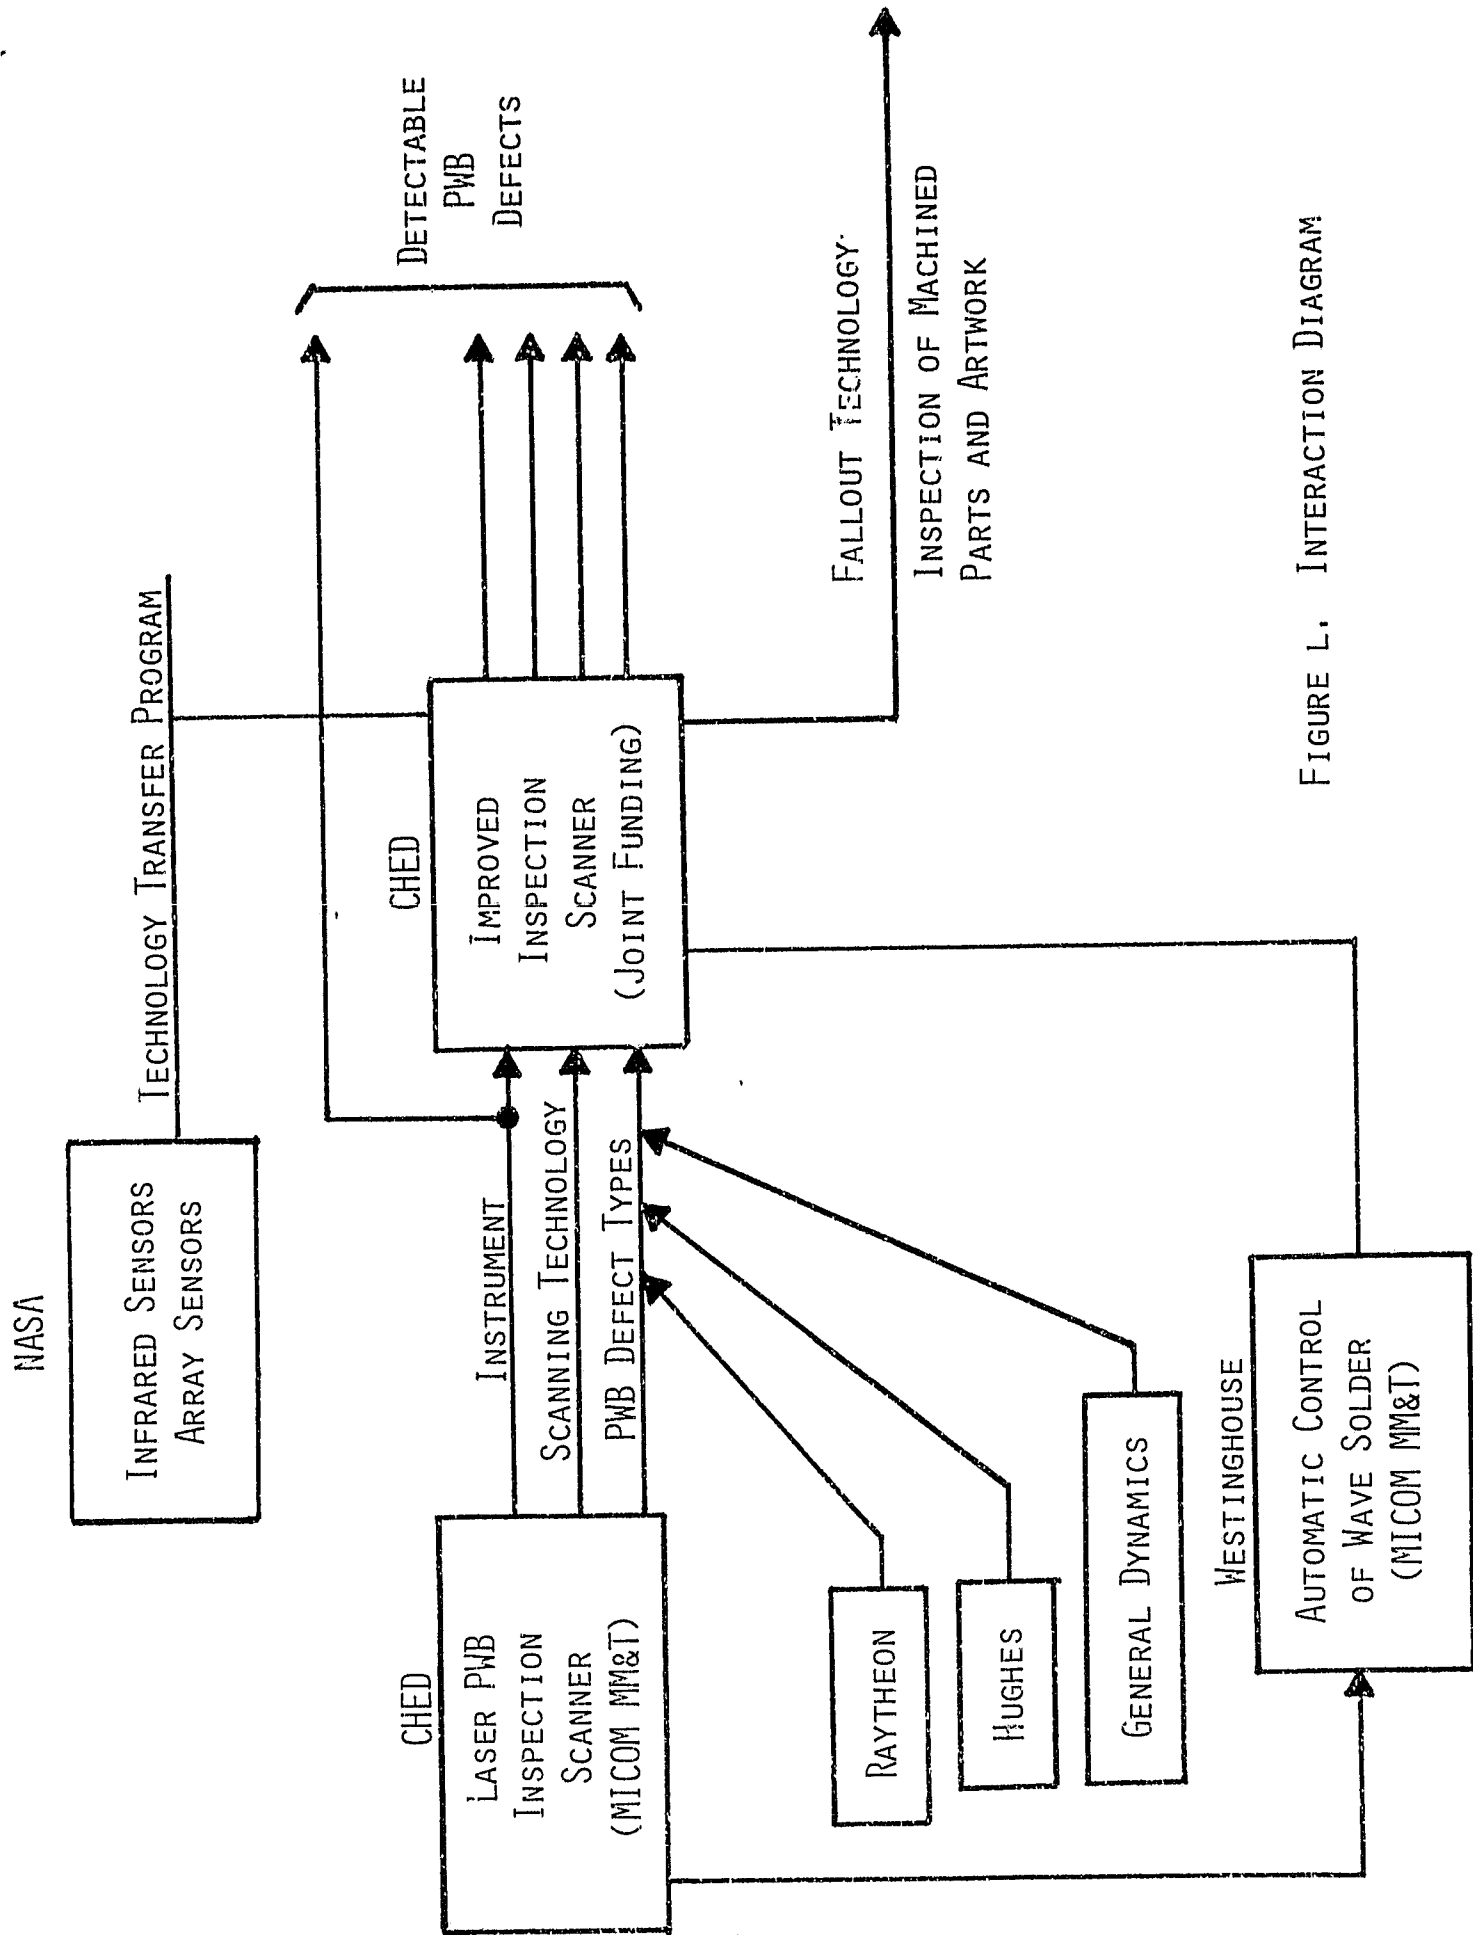 NASA
INFRARED SENSORS
ARRAY SENSORS
TECHNOLOGY TRANSFER PROGRAM
CHED
LASER PWB
INSPECTION
SCANNER
(MICOM MM&T)
INSTRUMENT
SCANNING TECHNOLOGY
PWB DEFECT TYPES
CHED
IMPROVED
INSPECTION
SCANNER
(JOINT FUNDING)
DETECTABLE
PWB
DEFECTS
RAYTHEON
HUGHES
GENERAL DYNAMICS
FALLOUT TECHNOLOGY
INSPECTION OF MACHINED
PARTS AND ARTWORK
WESTINGHOUSE
AUTOMATIC CONTROL
OF WAVE SOLDER
(MICOM MM&T)
FIGURE L. INTERACTION DIAGRAM